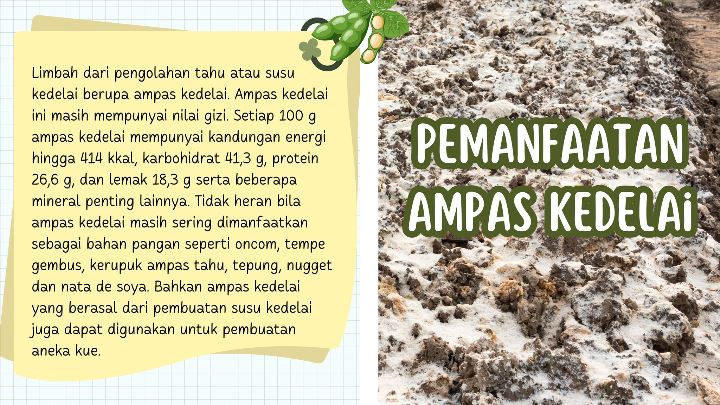 Limbah dari pengolahan tahu atau susu
kedelai berupa ampas kedelai. Ampas kedelai
ini masih mempunyai nilai gizi. Setiap 100 g
ampas kedelai mempunyai kandungan energi
hingga 414 kkal, karbohidrat 41,3 g, protein
26,6 g, dan lemak 18,3 g serta beberapa
mineral penting lainnya. Tidak heran bila
ampas kedelai masih sering dimanfaatkan
sebagai bahan pangan seperti oncom, tempe
gembus, kerupuk ampas tahu, tepung, nugget
dan nata de soya. Bahkan ampas kedelai
yang berasal dari pembuatan susu kedelai
juga dapat digunakan untuk pembuatan
aneka kue.
PEMANFAATAN
AMPAS KEDELAi